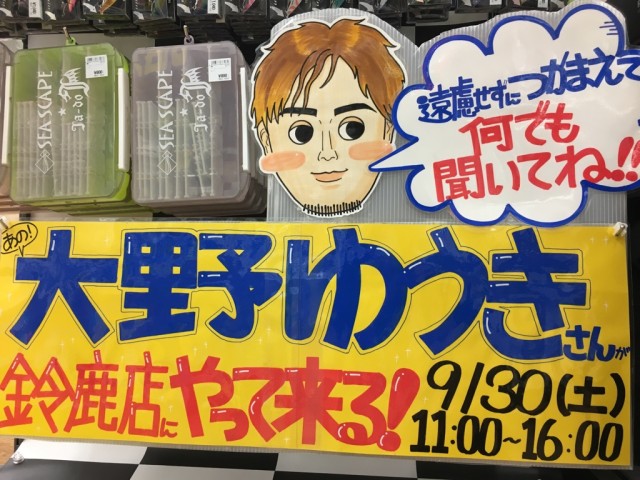 SEASCAPE
Ja-do
SEASCAPE
Ja-do
遠慮せずにつかまえて
何でも
聞いてね!!
あの!
大野ゆうきさんが
鈴鹿店にやって来る!
9/30(土)
11:00~16:00